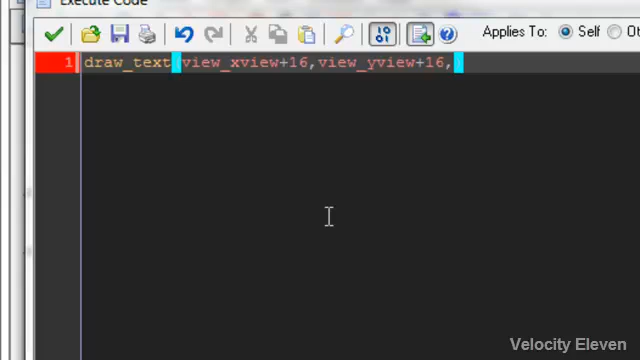 Execute Code
Applies To: Self
1 draw_text(view_xview+16,view_yview+16,)
Velocity Eleven